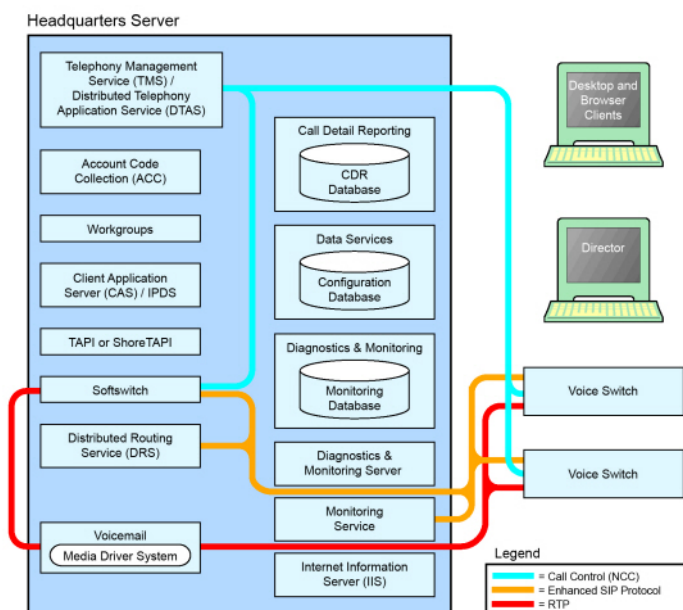 Headquarters Server
Telephony Management
Service (TMS) /
Distributed Telephony
Application Service (DTAS)
Account Code
Collection (ACC)
Workgroups
Client Application
Server (CAS) / IPDS
TAPI or ShoreTAPI
Softswitch
Distributed Routing
Service (DRS)
Voicemail
Media Driver System
Call Detail Reporting
CDR
Database
Data Services
Configuration
Database
Diagnostics & Monitoring
Monitoring
Database
Diagnostics &
Monitoring Server
Monitoring
Service
Internet Information
Server (IIS)
Desktop and
Browser
Clients
Director
Voice Switch
Voice Switch
Legend
= Call Control (NCC)
= Enhanced SIP Protocol
= RTP